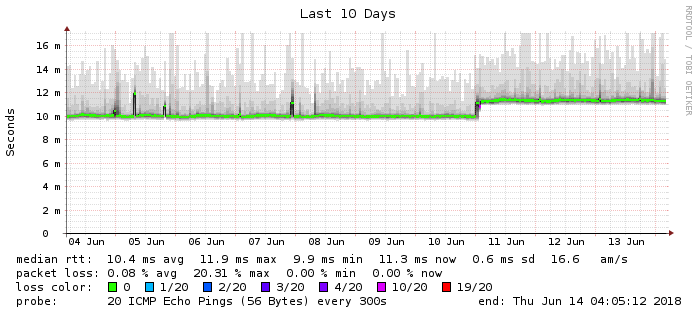 Last 10 Days
RRDTOOL / TOBI OETIKER
Seconds
16 m
14 m
12 m
10 m
8 m
6 m
4 m
2 m
0
04 Jun 05 Jun 06 Jun 07 Jun 08 Jun 09 Jun 10 Jun 11 Jun 12 Jun 13 Jun
median rtt: 10.4 ms avg 11.9 ms max 9.9 ms min 11.3 ms now 0.6 ms sd 16.6 am/s
packet loss: 0.08 % avg 20.31 % max 0.00 % min 0.00 % now
loss color: 0 1/20 2/20 3/20 4/20 10/20 19/20
probe: 20 ICMP Echo Pings (56 Bytes) every 300s end: Thu Jun 14 04:05:12 2018